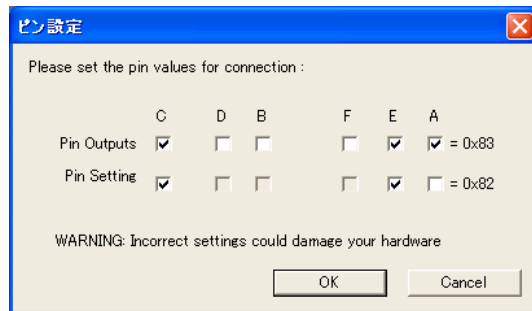 ピン設定
Please set the pin values for connection :
C D B F E A
Pin Outputs = 0x83
Pin Setting = 0x82
WARNING: Incorrect settings could damage your hardware
OK Cancel